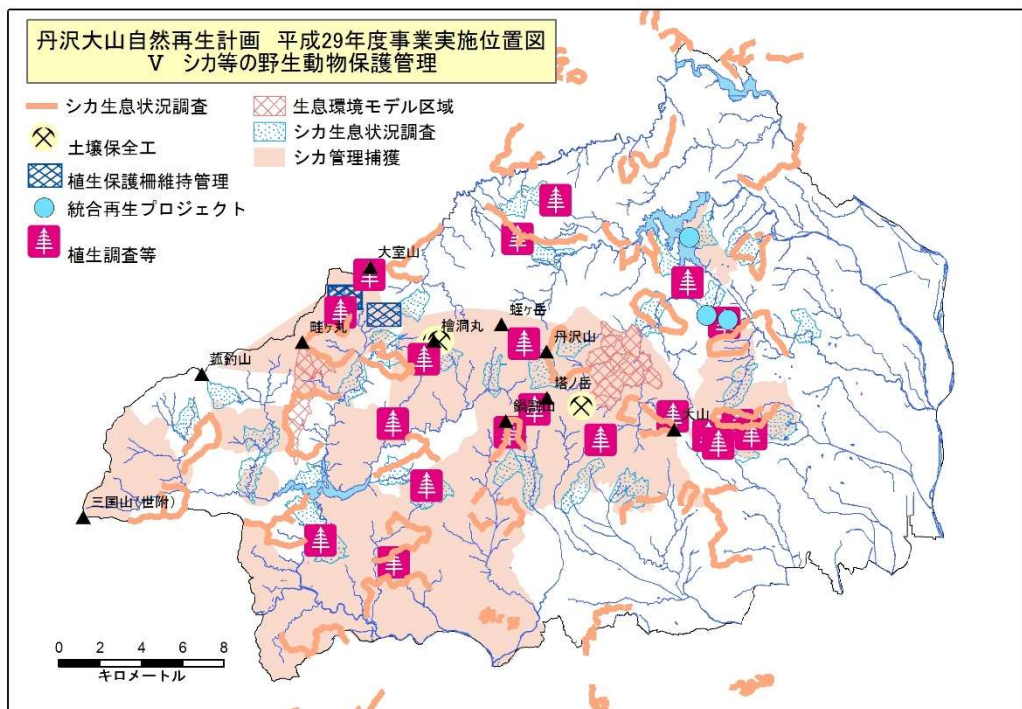 丹沢大山自然再生計画 平成29年度事業実施位置図
Ⅴ シカ等の野生動物保護管理
シカ生息状況調査
土壌保全工
植生保護柵維持管理
統合再生プロジェクト
植生調査等
生息環境モデル区域
シカ生息状況調査
シカ管理捕獲
大室山
畦ヶ丸
檜洞丸
蛭ヶ岳
丹沢山
菰釣山
塔ノ岳
鍋割山
大山
三国山(世附)
0 2 4 6 8
キロメートル